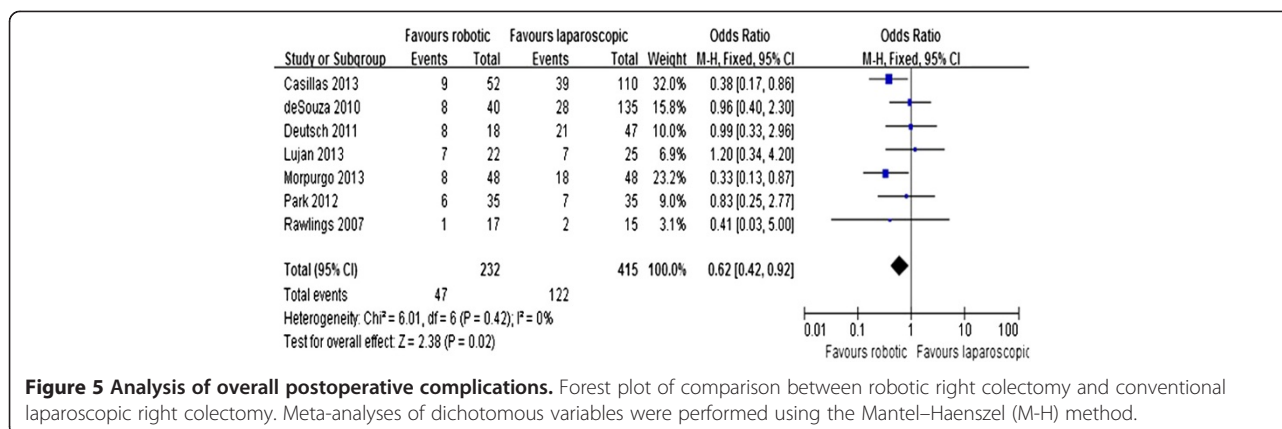 Favours robotic Favours laparoscopic Odds Ratio Odds Ratio
Study or Subgroup Events Total Events Total Weight M-H, Fixed, 95% CI M-H, Fixed, 95% CI
Casillas 2013 9 52 39 110 32.0% 0.38 [0.17, 0.86]
deSouza 2010 8 40 28 135 15.8% 0.96 [0.40, 2.30]
Deutsch 2011 8 18 21 47 10.0% 0.99 [0.33, 2.96]
Lujan 2013 7 22 7 25 6.9% 1.20 [0.34, 4.20]
Morpurgo 2013 8 48 18 48 23.2% 0.33 [0.13, 0.87]
Park 2012 6 35 7 35 9.0% 0.83 [0.25, 2.77]
Rawlings 2007 1 17 2 15 3.1% 0.41 [0.03, 5.00]
Total (95% CI) 232 415 100.0% 0.62 [0.42, 0.92]
Total events 47 122
Heterogeneity: Chi² = 6.01, df = 6 (P = 0.42); I² = 0%
Test for overall effect: Z = 2.38 (P = 0.02)
0.01 0.1 1 10 100
Favours robotic Favours laparoscopic
Figure 5 Analysis of overall postoperative complications. Forest plot of comparison between robotic right colectomy and conventional
laparoscopic right colectomy. Meta-analyses of dichotomous variables were performed using the Mantel–Haenszel (M-H) method.